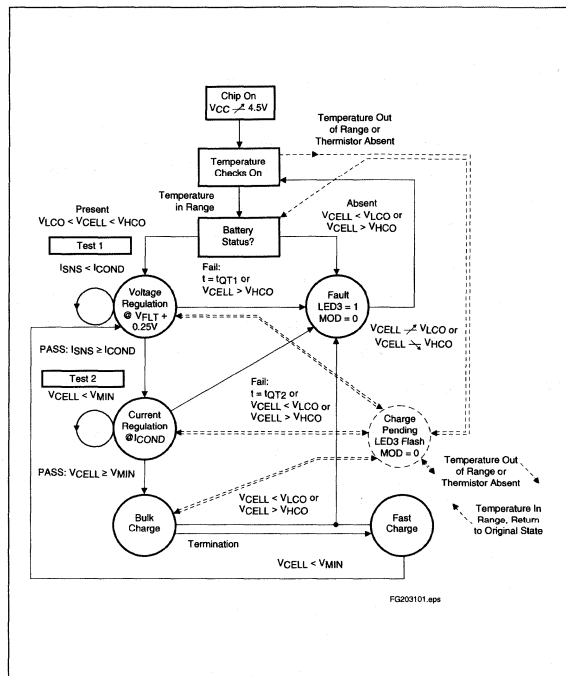 Chip On
VCC ↗ 4.5V
Temperature Out
of Range or
Thermistor Absent
Temperature
Checks On
Temperature
in Range
Present
VLCO < VCELL < VHCO
Battery
Status?
Absent
VCELL < VLCO or
VCELL > VHCO
Test 1
ISNS < ICOND
Voltage
Regulation
@ VFLT +
0.25V
Fail:
t = tQT1 or
VCELL > VHCO
Fault
LED3 = 1
MOD = 0
VCELL ↗ VLCO or
VCELL ↘ VHCO
PASS: ISNS ≥ ICOND
Test 2
VCELL < VMIN
Current
Regulation
@ICOND
Fail:
t = tQT2 or
VCELL < VLCO or
VCELL > VHCO
Charge
Pending
LED3 Flash
MOD = 0
Temperature Out
of Range or
Thermistor Absent
PASS: VCELL ≥ VMIN
Bulk
Charge
VCELL < VLCO or
VCELL > VHCO
Fast
Charge
Temperature In
Range, Return
to Original State
Termination
VCELL < VMIN
FG203101.eps